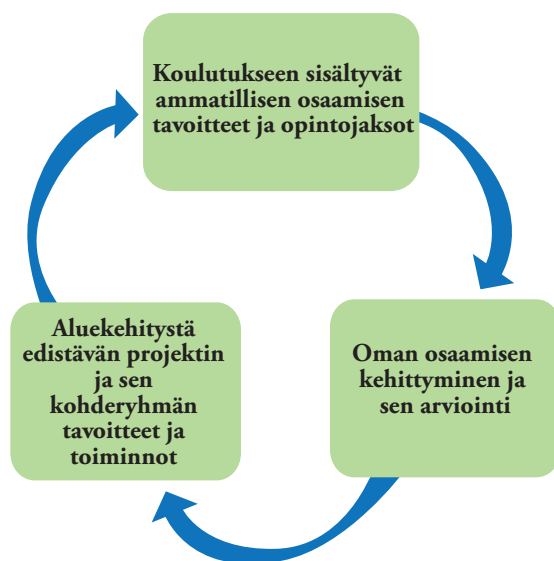 Koulutukseen sisältyvät
ammatillisen osaamisen
tavoitteet ja opintojaksot
Oman osaamisen
kehittyminen ja
sen arviointi
Aluekehitystä
edistävän projektin
ja sen
kohderyhmän
tavoitteet ja
toiminnot